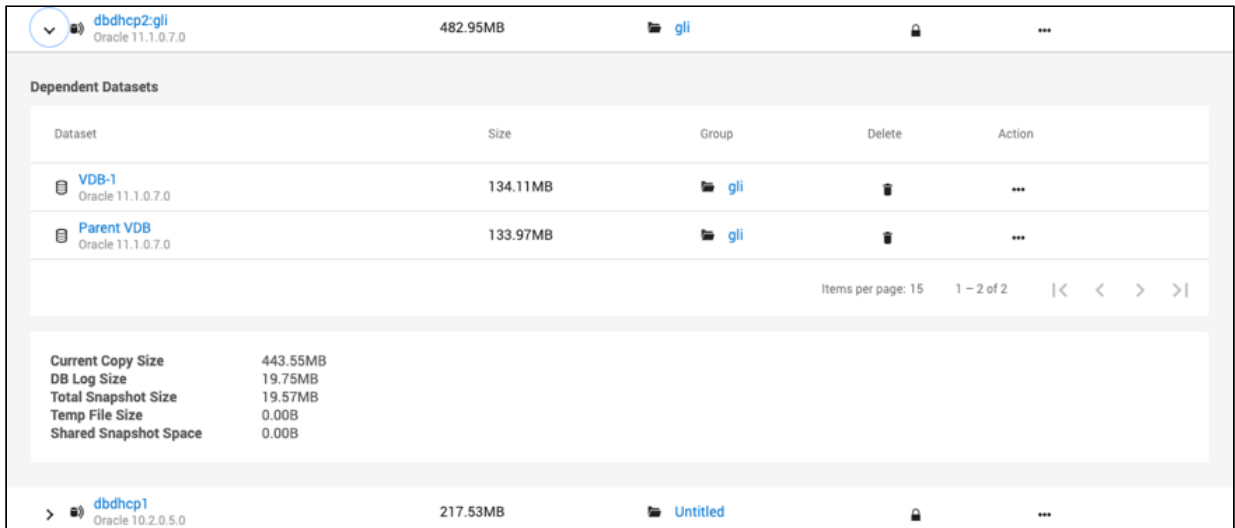 dbdhcp2:gli 482.95MB gli
Oracle 11.1.0.7.0
Dependent Datasets
Dataset Size Group Delete Action
VDB-1 134.11MB gli
Oracle 11.1.0.7.0
Parent VDB 133.97MB gli
Oracle 11.1.0.7.0
Items per page: 15 1 – 2 of 2
Current Copy Size 443.55MB
DB Log Size 19.75MB
Total Snapshot Size 19.57MB
Temp File Size 0.00B
Shared Snapshot Space 0.00B
dbdhcp1 217.53MB Untitled
Oracle 10.2.0.5.0